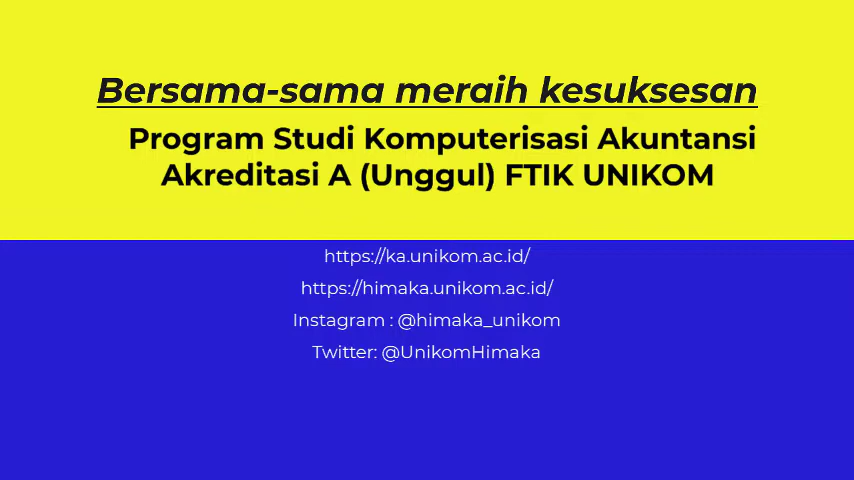 Bersama-sama meraih kesuksesan
Program Studi Komputerisasi Akuntansi
Akreditasi A (Unggul) FTIK UNIKOM
https://ka.unikom.ac.id/
https://himaka.unikom.ac.id/
Instagram : @himaka_unikom
Twitter: @UnikomHimaka